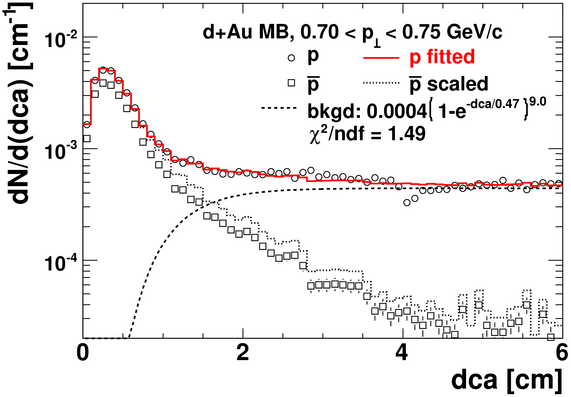 dN/d(dca) [cm⁻¹]
10⁻²
10⁻³
10⁻⁴
d+Au MB, 0.70 < p⊥ < 0.75 GeV/c
p p fitted
p̅ p̅ scaled
bkgd: 0.0004[1-e^-dca/0.47]^9.0
χ²/ndf = 1.49
0 2 4 6
dca [cm]